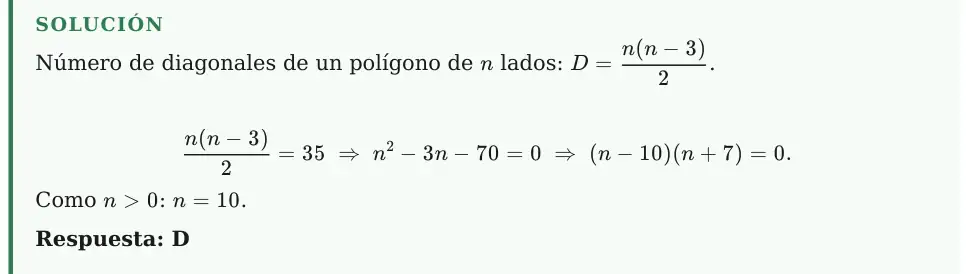 SOLUCIÓN
Número de diagonales de un polígono de n lados: D = n(n − 3)/2.
n(n − 3)/2 = 35 ⇒ n² − 3n − 70 = 0 ⇒ (n − 10)(n + 7) = 0.
Como n > 0: n = 10.
Respuesta: D